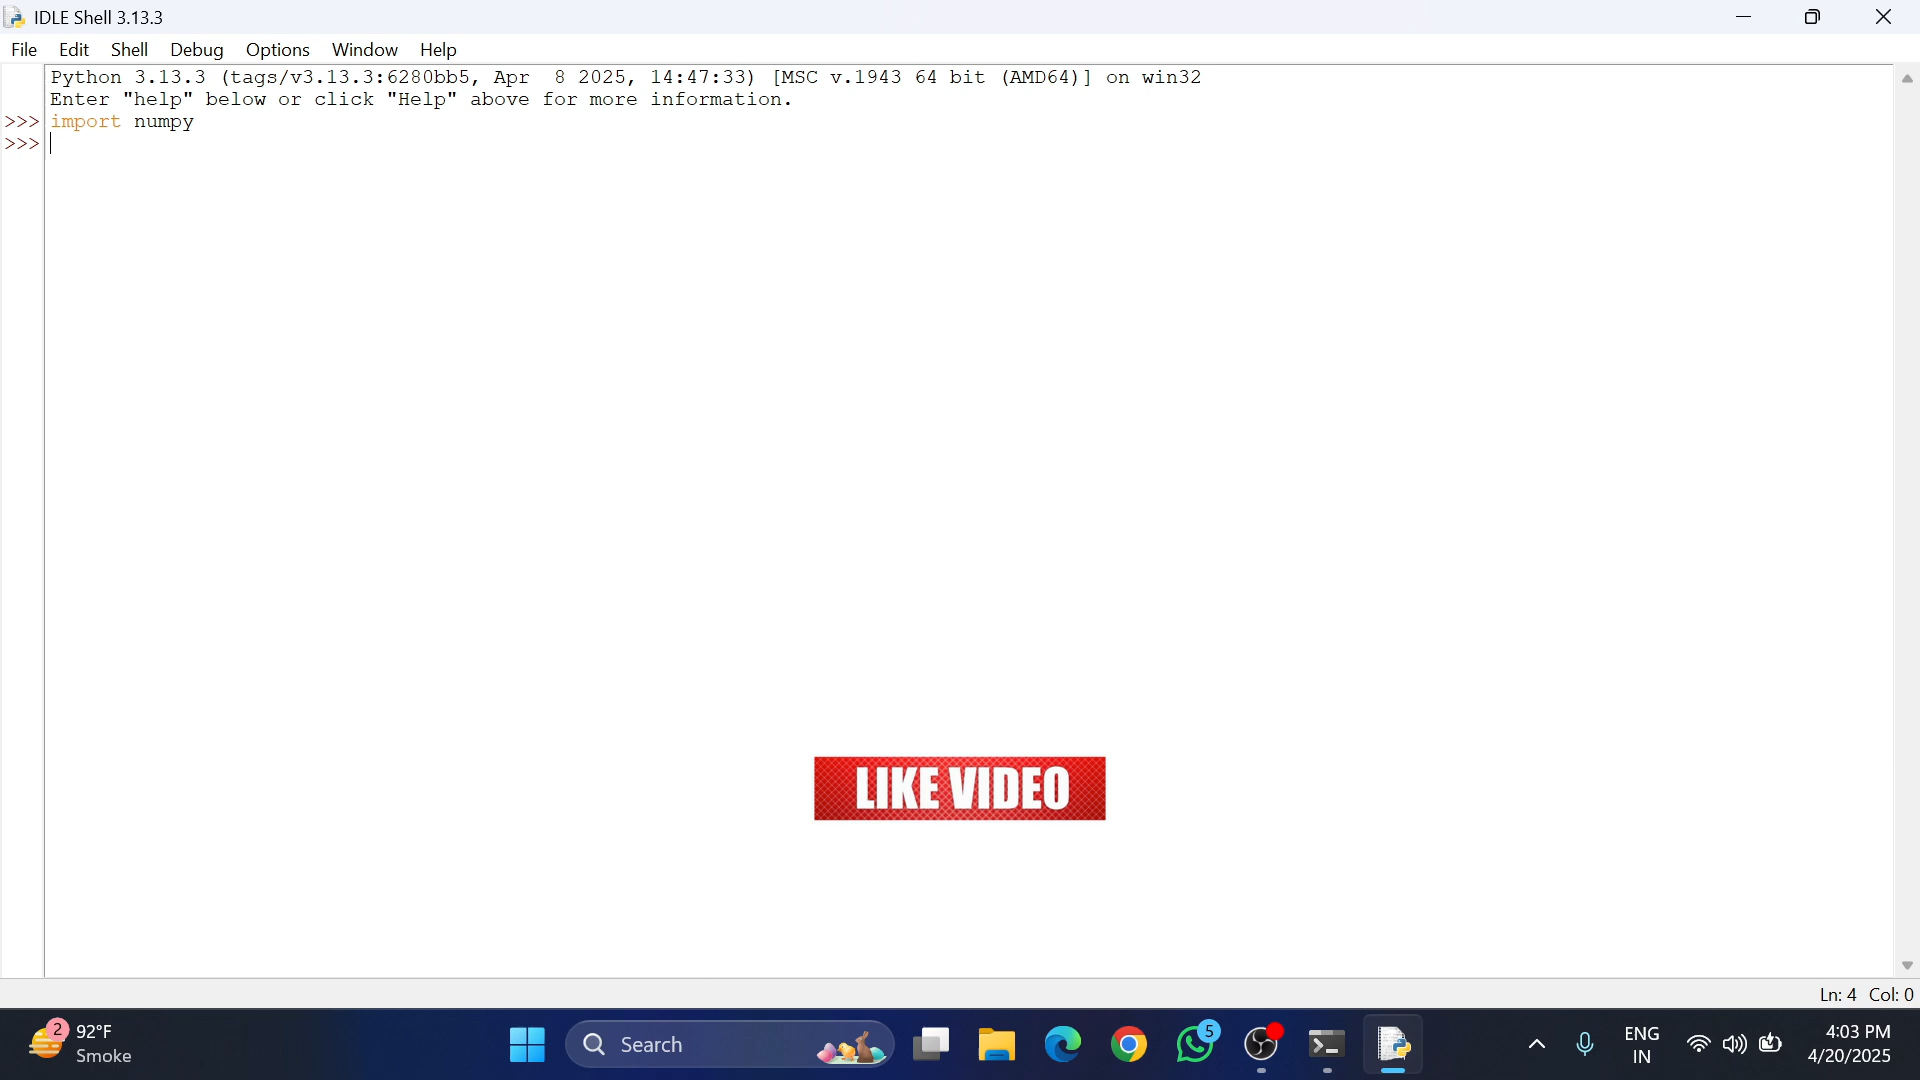 IDLE Shell 3.13.3
File Edit Shell Debug Options Window Help
Python 3.13.3 (tags/v3.13.3:6280bb5, Apr  8 2025, 14:47:33) [MSC v.1943 64 bit (AMD64)] on win32
Enter "help" below or click "Help" above for more information.
>>> import numpy
>>>
LIKE VIDEO
Ln: 4 Col: 0
2 92°F
Smoke
Search
5
ENG
IN
4:03 PM
4/20/2025